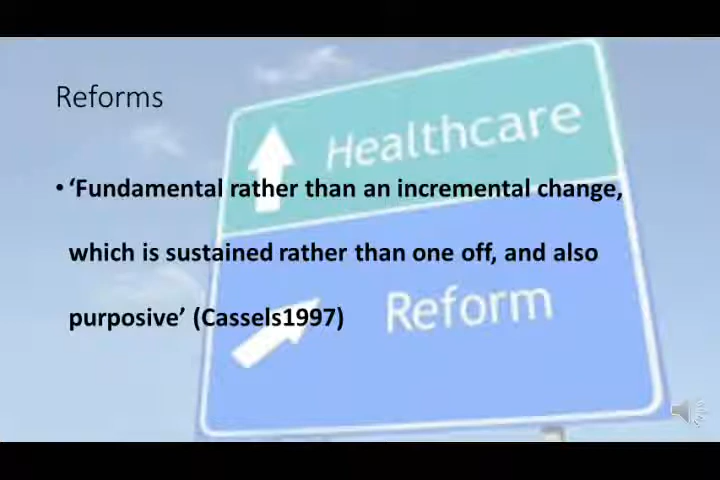 Reforms
• ‘Fundamental rather than an incremental change,
which is sustained rather than one off, and also
purposive’ (Cassels1997)
Healthcare
Reform